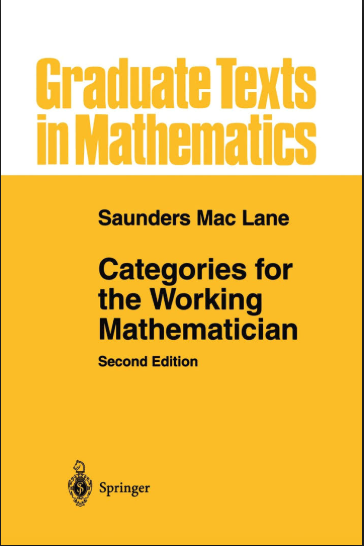 Graduate Texts
in Mathematics
Saunders Mac Lane
Categories for
the Working
Mathematician
Second Edition
Springer